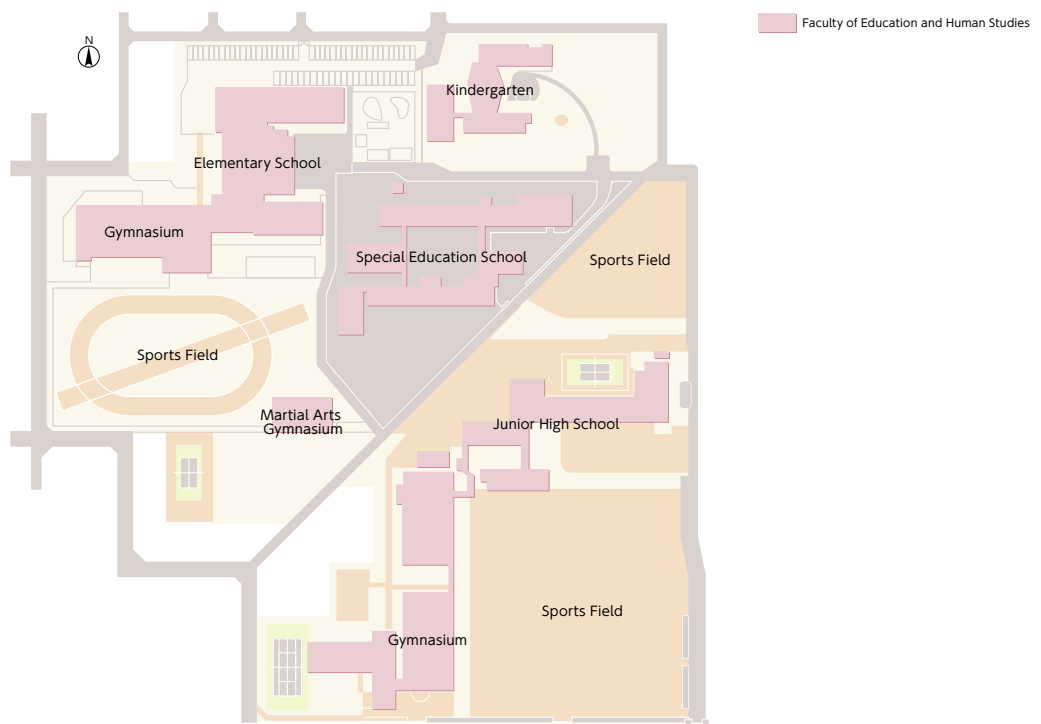 N
Faculty of Education and Human Studies
Kindergarten
Elementary School
Gymnasium
Special Education School
Sports Field
Sports Field
Martial Arts
Gymnasium
Junior High School
Sports Field
Gymnasium